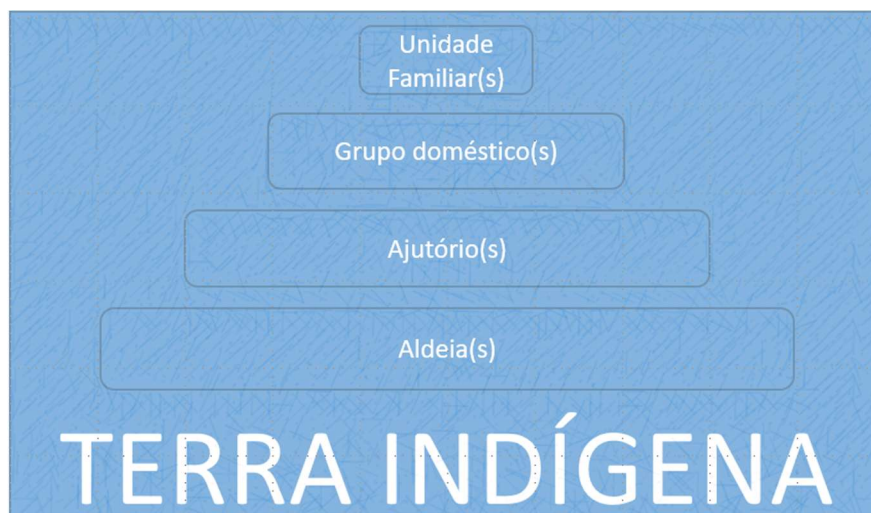 Unidade
Familiar(s)
Grupo doméstico(s)
Ajutório(s)
Aldeia(s)
TERRA INDÍGENA